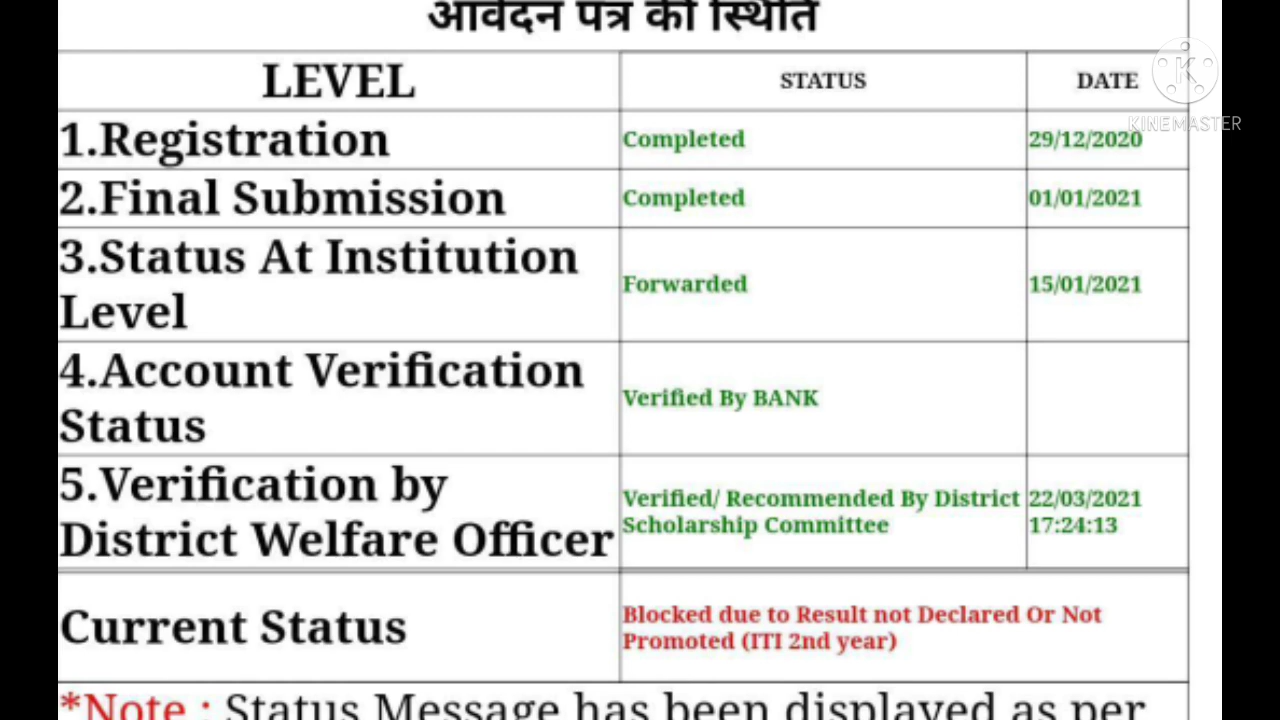 आवेदन पत्र की स्थिति
LEVEL STATUS DATE
1.Registration Completed 29/12/2020
2.Final Submission Completed 01/01/2021
3.Status At Institution
Level
Forwarded 15/01/2021
4.Account Verification
Status
Verified By BANK
5.Verification by
District Welfare Officer
Verified/ Recommended By District
Scholarship Committee
22/03/2021
17:24:13
Current Status
Blocked due to Result not Declared Or Not
Promoted (ITI 2nd year)
*Note : Status Message has been displayed as per
K
KINEMASTER